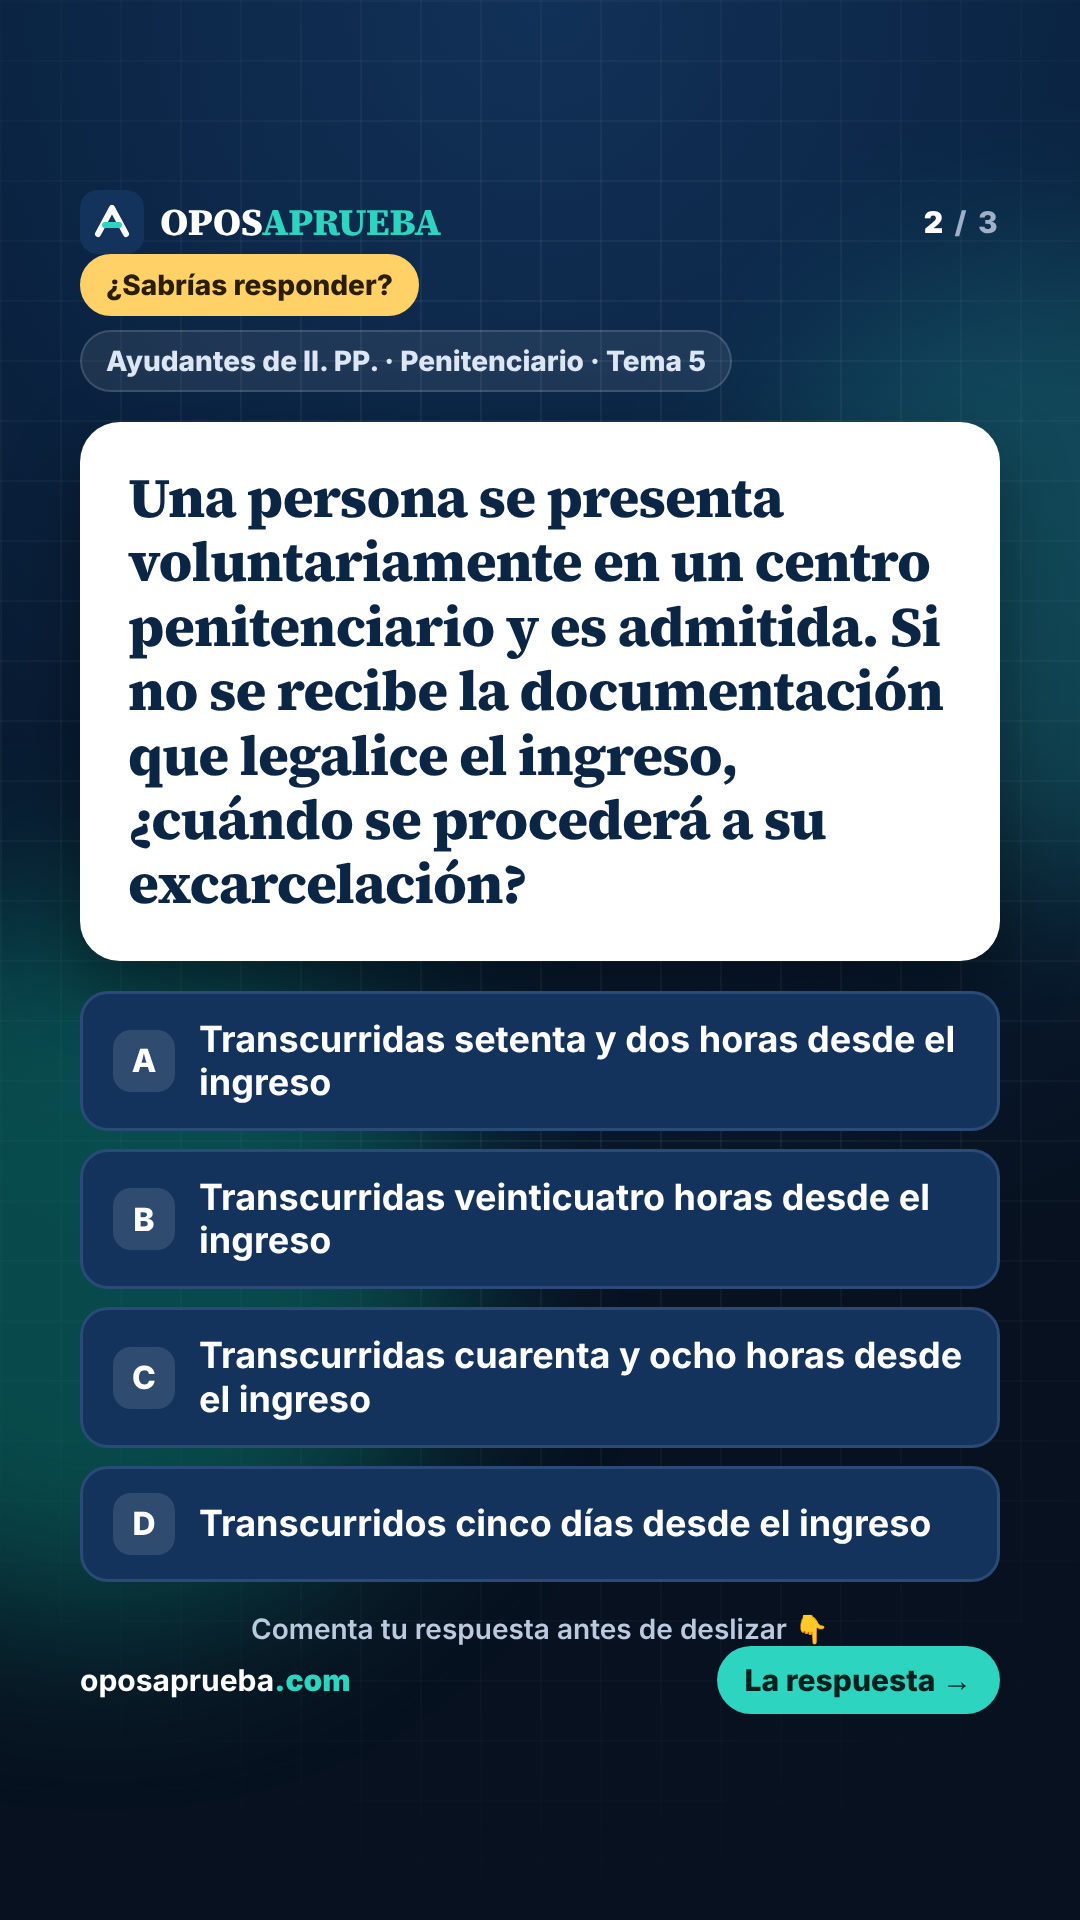 OPOSAPRUEBA
2 / 3
¿Sabrías responder?
Ayudantes de II. PP. · Penitenciario · Tema 5
Una persona se presenta
voluntariamente en un centro
penitenciario y es admitida. Si
no se recibe la documentación
que legalice el ingreso,
¿cuándo se procederá a su
excarcelación?
A
Transcurridas setenta y dos horas desde el
ingreso
B
Transcurridas veinticuatro horas desde el
ingreso
C
Transcurridas cuarenta y ocho horas desde
el ingreso
D
Transcurridos cinco días desde el ingreso
Comenta tu respuesta antes de deslizar 👇
oposaprueba.com
La respuesta →